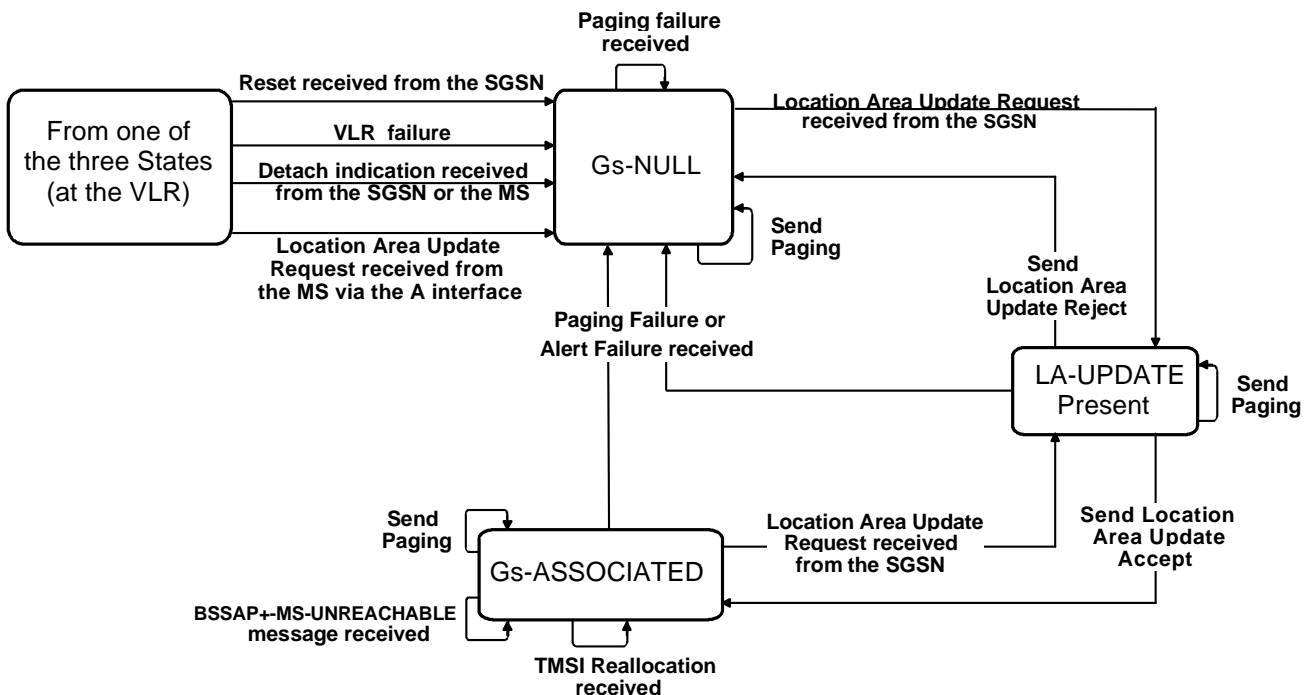 Paging failure
received
Reset received from the SGSN
VLR failure
Detach indication received
from the SGSN or the MS
Location Area Update
Request received from
the MS via the A interface
From one of
the three States
(at the VLR)
Gs-NULL
Location Area Update Request
received from the SGSN
Send
Paging
Send
Location Area
Update Reject
Paging Failure or
Alert Failure received
LA-UPDATE
Present
Send
Paging
Send
Paging
Gs-ASSOCIATED
Location Area Update
Request received
from the SGSN
Send Location
Area Update
Accept
BSSAP+-MS-UNREACHABLE
message received
TMSI Reallocation
received